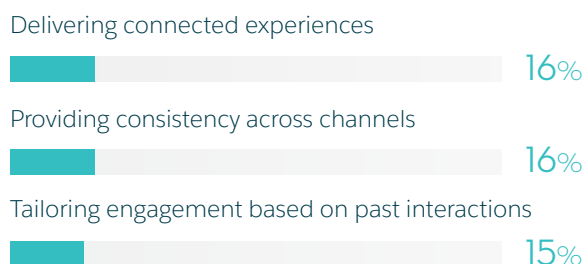 Delivering connected experiences
16%
Providing consistency across channels
16%
Tailoring engagement based on past interactions
15%